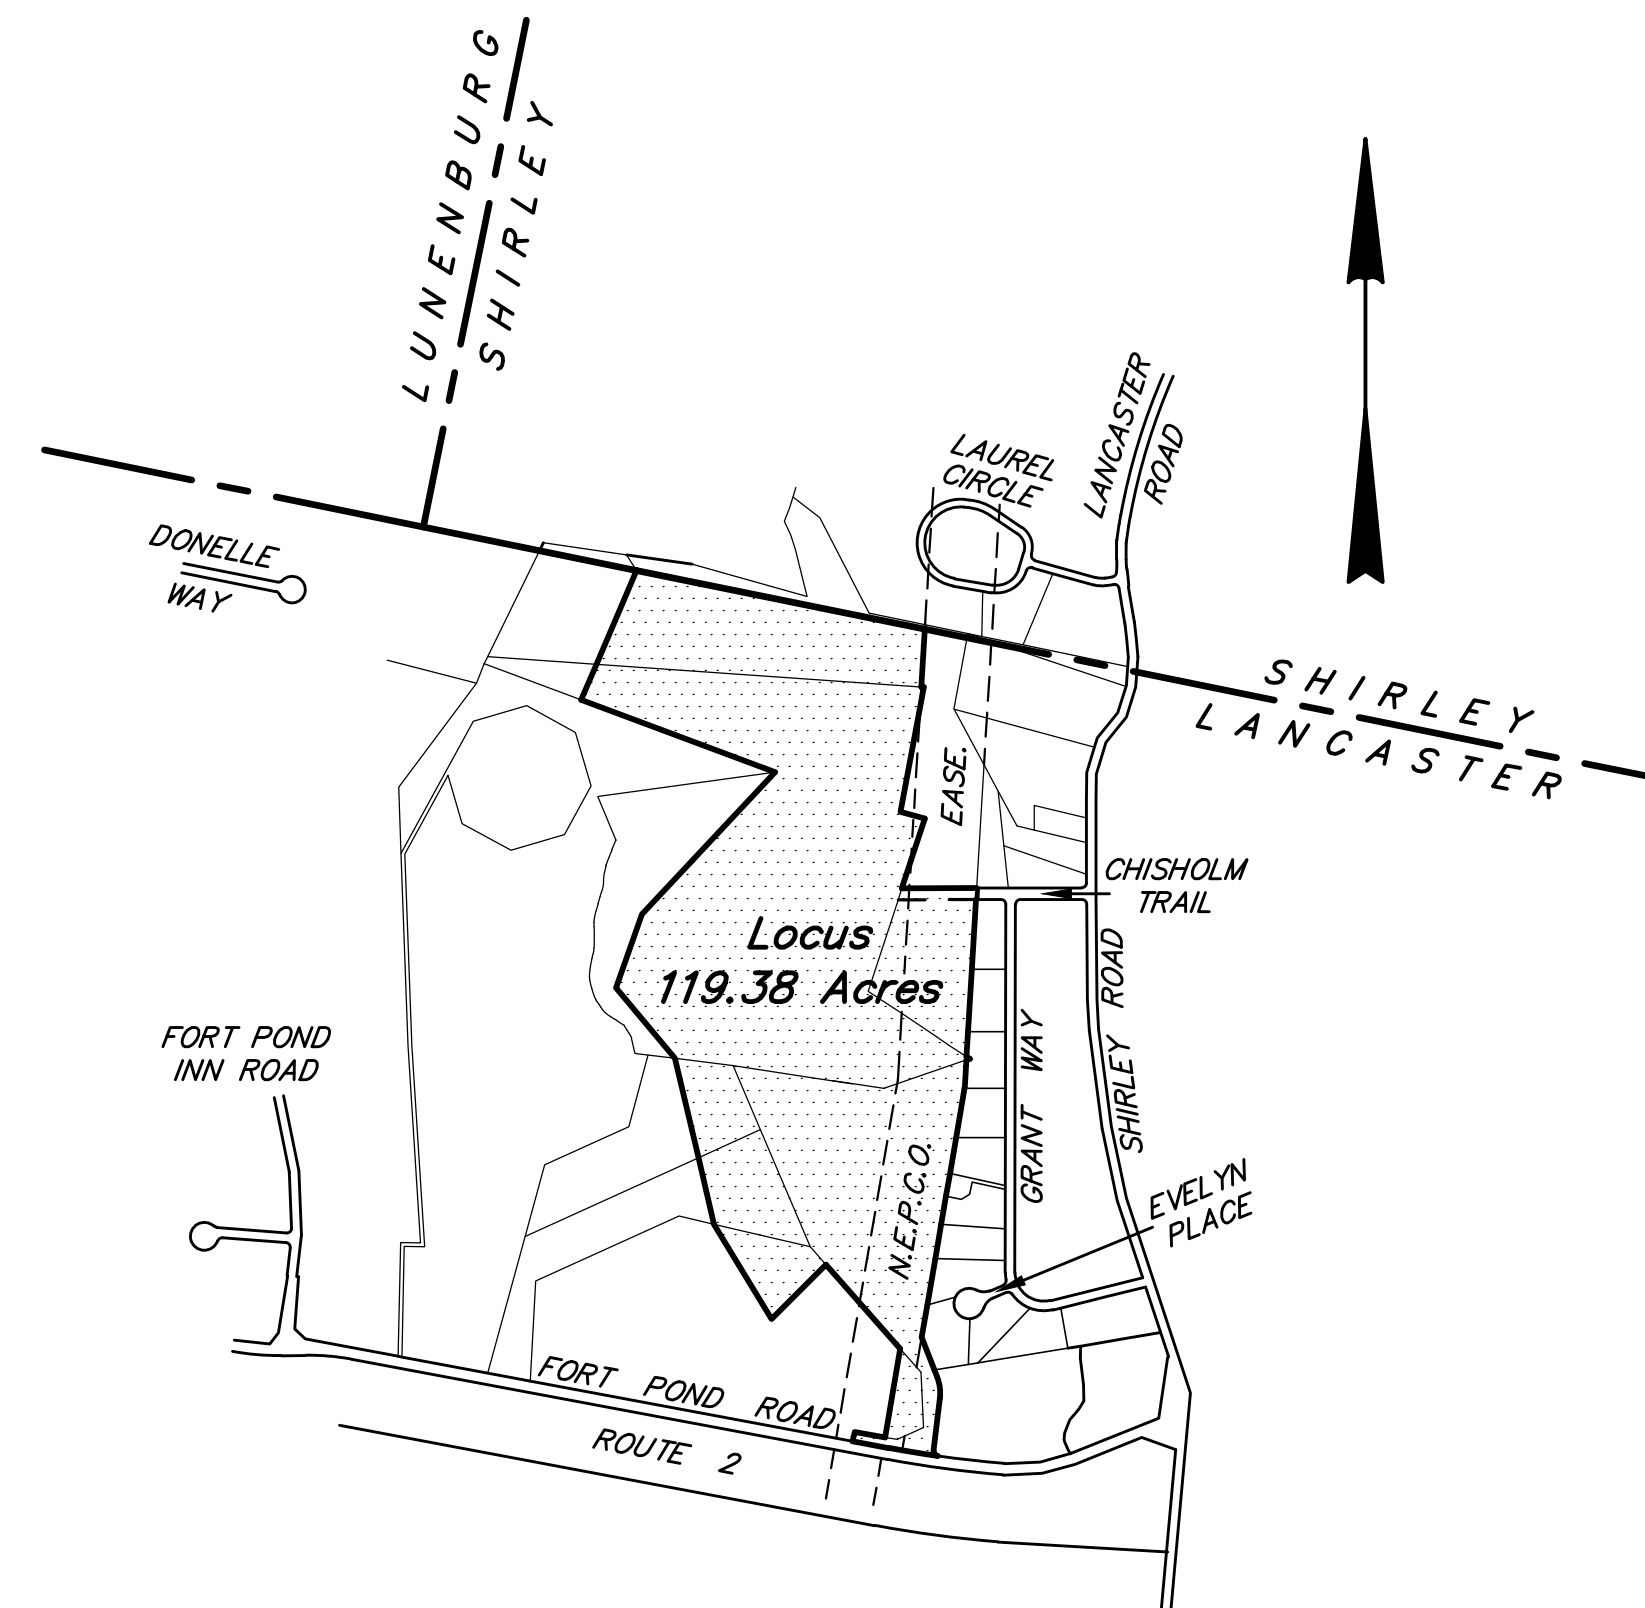 LUNENBURG
SHIRLEY
LANCASTER
ROAD
LAUREL
CIRCLE
DONELLE
WAY
SHIRLEY
LANCASTER
EASE.
CHISHOLM
TRAIL
Locus
119.38 Acres
SHIRLEY ROAD
GRANT WAY
FORT POND
INN ROAD
N.E.P.C.O.
EVELYN
PLACE
FORT POND ROAD
ROUTE 2